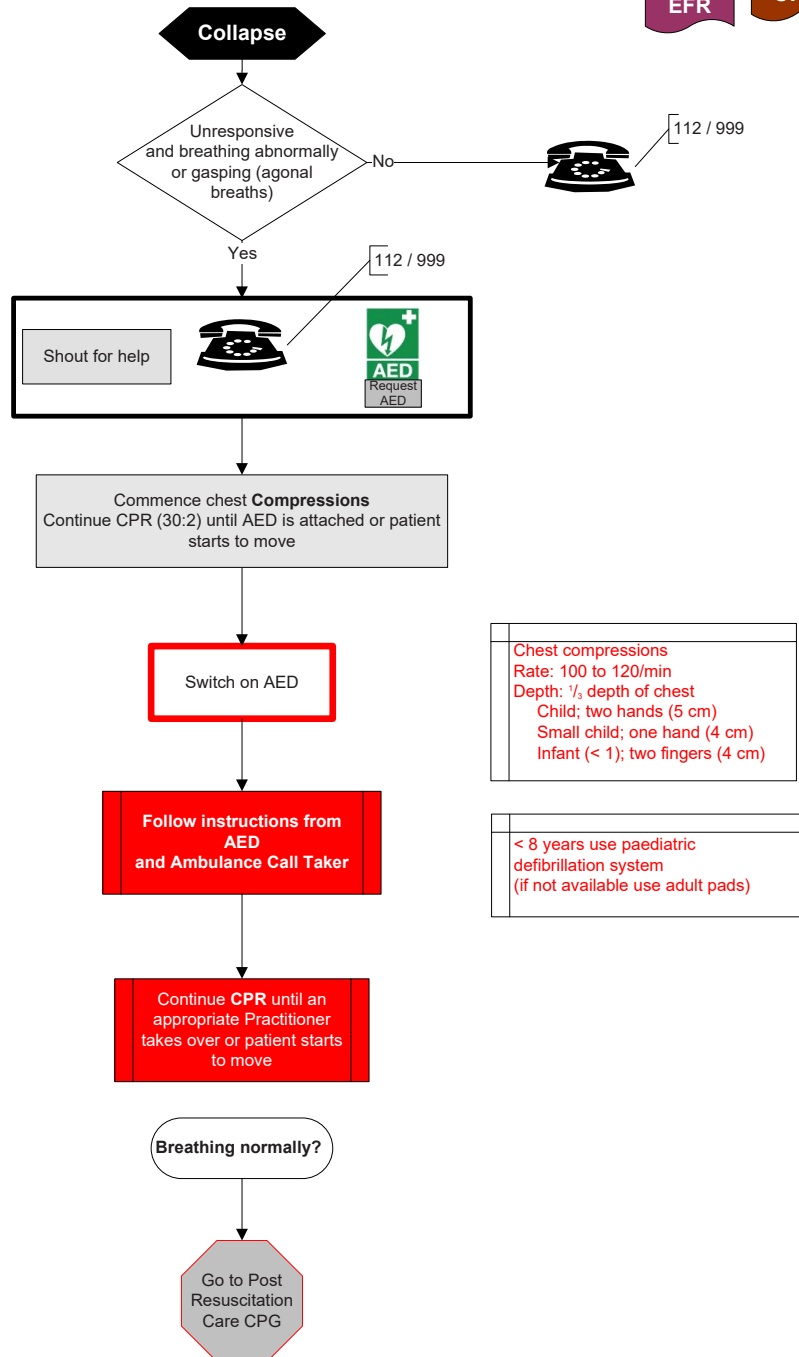 EFR
Collapse
Unresponsive
and breathing abnormally
or gasping (agonal
breaths)
No
112 / 999
Yes
112 / 999
Shout for help
AED
Request
AED
Commence chest Compressions
Continue CPR (30:2) until AED is attached or patient
starts to move
Switch on AED
Chest compressions
Rate: 100 to 120/min
Depth: 1/3 depth of chest
Child; two hands (5 cm)
Small child; one hand (4 cm)
Infant (< 1); two fingers (4 cm)
Follow instructions from
AED
and Ambulance Call Taker
< 8 years use paediatric
defibrillation system
(if not available use adult pads)
Continue CPR until an
appropriate Practitioner
takes over or patient starts
to move
Breathing normally?
Go to Post
Resuscitation
Care CPG